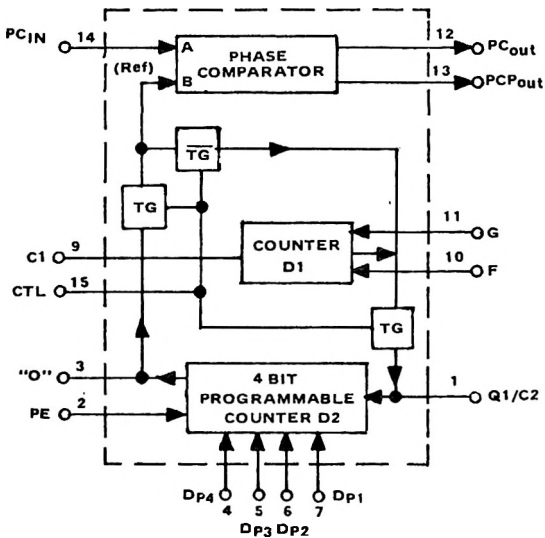 PCIN 14 A PHASE COMPARATOR 12 PCout
(Ref) B 13 PCPout
TG
TG
11 G
C1 9 COUNTER D1 10 F
CTL 15
TG
"O" 3 4 BIT PROGRAMMABLE COUNTER D2 1 Q1/C2
PE 2
DP4 4 5 6 7 DP1
DP3 DP2